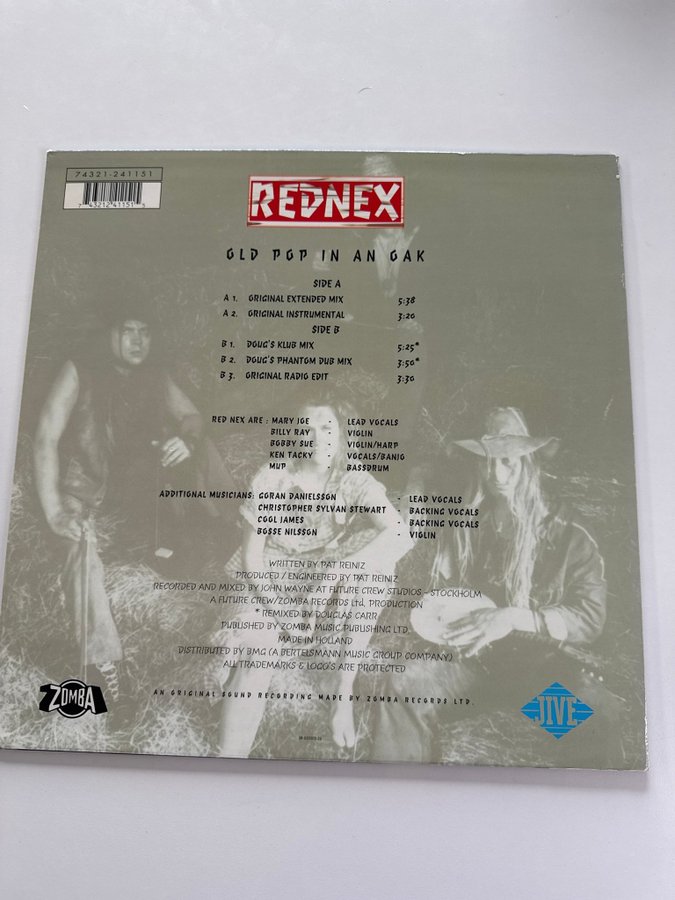 74321-241151
7 43212 41151 3
REDNEX
OLD POP IN AN OAK
SIDE A
A 1. ORIGINAL EXTENDED MIX 5:38
A 2. ORIGINAL INSTRUMENTAL 3:20
SIDE B
B 1. DOUG'S KLUB MIX 5:25*
B 2. DOUG'S PHANTOM DUB MIX 3:50*
B 3. ORIGINAL RADIO EDIT 3:30
RED NEX ARE : MARY JOE - LEAD VOCALS
BILLY RAY - VIOLIN
BOBBY SUE - VIOLIN/HARP
KEN TACKY - VOCALS/BANJO
MUP - BASSDRUM
ADDITIONAL MUSICIANS: GORAN DANIELSSON - LEAD VOCALS
CHRISTOPHER SYLVAN STEWART - BACKING VOCALS
COOL JAMES - BACKING VOCALS
BOSSE NILSSON - VIOLIN
WRITTEN BY PAT REINIZ
PRODUCED / ENGINEERED BY PAT REINIZ
RECORDED AND MIXED BY JOHN WAYNE AT FUTURE CREW STUDIOS - STOCKHOLM
A FUTURE CREW/ZOMBA RECORDS Ltd. PRODUCTION
* REMIXED BY DOUGLAS CARR
PUBLISHED BY ZOMBA MUSIC PUBLISHING LTD.
MADE IN HOLLAND
DISTRIBUTED BY BMG (A BERTELSMANN MUSIC GROUP COMPANY)
ALL TRADEMARKS & LOGO'S ARE PROTECTED
ZOMBA
AN ORIGINAL SOUND RECORDING MADE BY ZOMBA RECORDS LTD.
JIVE